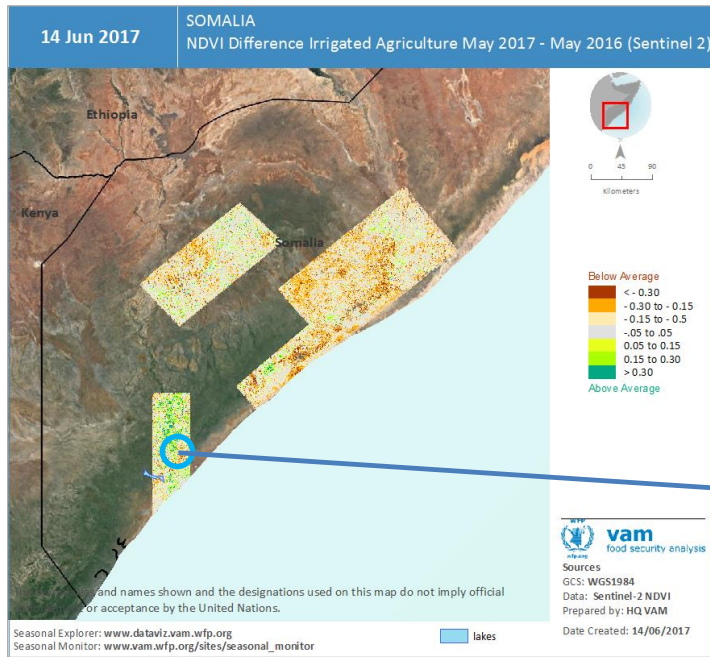 14 Jun 2017
SOMALIA
NDVI Difference Irrigated Agriculture May 2017 - May 2016 (Sentinel 2)
Ethiopia
Kenya
Somalia
0 45 90
Kilometers
Below Average
< - 0.30
- 0.30 to - 0.15
- 0.15 to - 0.5
-.05 to .05
0.05 to 0.15
0.15 to 0.30
> 0.30
Above Average
WFP
wfp.org
vam
food security analysis
Sources
GCS: WGS1984
Data: Sentinel-2 NDVI
Prepared by: HQ VAM
Date Created: 14/06/2017
and names shown and the designations used on this map do not imply official
or acceptance by the United Nations.
Seasonal Explorer: www.dataviz.vam.wfp.org
Seasonal Monitor: www.vam.wfp.org/sites/seasonal_monitor
lakes